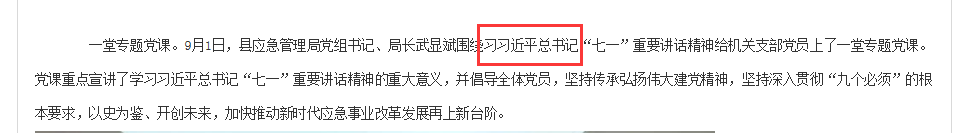 一堂专题党课。9月1日，县应急管理局党组书记、局长武显斌围绕习习近平总书记“七一”重要讲话精神给机关支部党员上了一堂专题党课。
党课重点宣讲了学习习近平总书记“七一”重要讲话精神的重大意义，并倡导全体党员，坚持传承弘扬伟大建党精神，坚持深入贯彻“九个必须”的根
本要求，以史为鉴、开创未来，加快推动新时代应急事业改革发展再上新台阶。